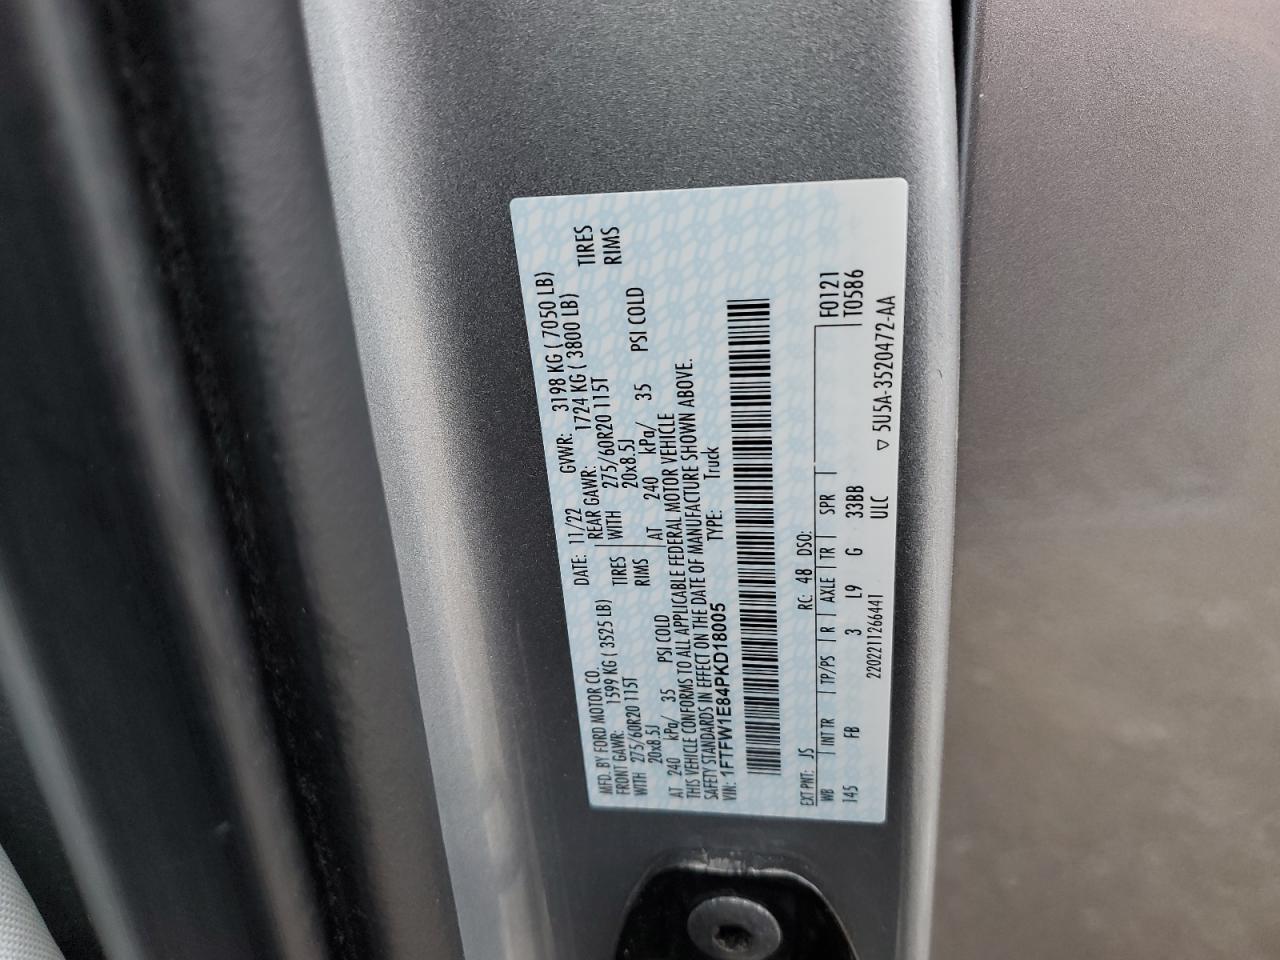 MFD. BY FORD MOTOR CO. DATE: 11/22 GVWR: 3198 KG ( 7050 LB)
FRONT GAWR: 1599 KG ( 3525 LB) REAR GAWR: 1724 KG ( 3800 LB)
WITH 275/60R20 115T TIRES WITH 275/60R20 115T TIRES
20x8.5J RIMS 20x8.5J RIMS
AT 240 kPa/ 35 PSI COLD AT 240 kPa/ 35 PSI COLD
THIS VEHICLE CONFORMS TO ALL APPLICABLE FEDERAL MOTOR VEHICLE
SAFETY STANDARDS IN EFFECT ON THE DATE OF MANUFACTURE SHOWN ABOVE.
VIN: 1FTFW1E84PKD18005 TYPE: Truck
EXT PNT: JS RC: 48 DSO: F0121
WB INT TR TP/PS R AXLE TR SPR T0586
145 FB 3 L9 G 33BB
2202211266441 ULC ▽ 5U5A-3520472-AA